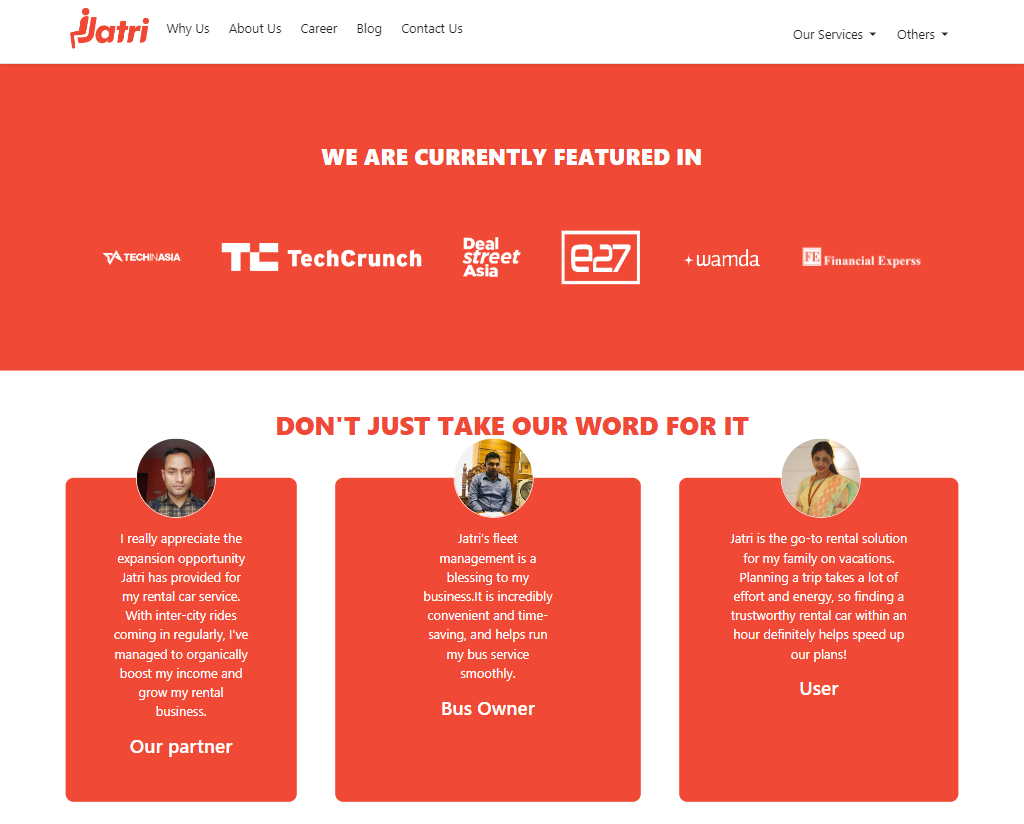 Jatri
Why Us
About Us
Career
Blog
Contact Us
Our Services
Others
WE ARE CURRENTLY FEATURED IN
TECHINASIA
TC TechCrunch
Deal
street
Asia
e27
wamda
FE Financial Experss
DON'T JUST TAKE OUR WORD FOR IT
I really appreciate the
expansion opportunity
Jatri has provided for
my rental car service.
With inter-city rides
coming in regularly, I've
managed to organically
boost my income and
grow my rental
business.
Our partner
Jatri's fleet
management is a
blessing to my
business.It is incredibly
convenient and time-
saving, and helps run
my bus service
smoothly.
Bus Owner
Jatri is the go-to rental solution
for my family on vacations.
Planning a trip takes a lot of
effort and energy, so finding a
trustworthy rental car within an
hour definitely helps speed up
our plans!
User